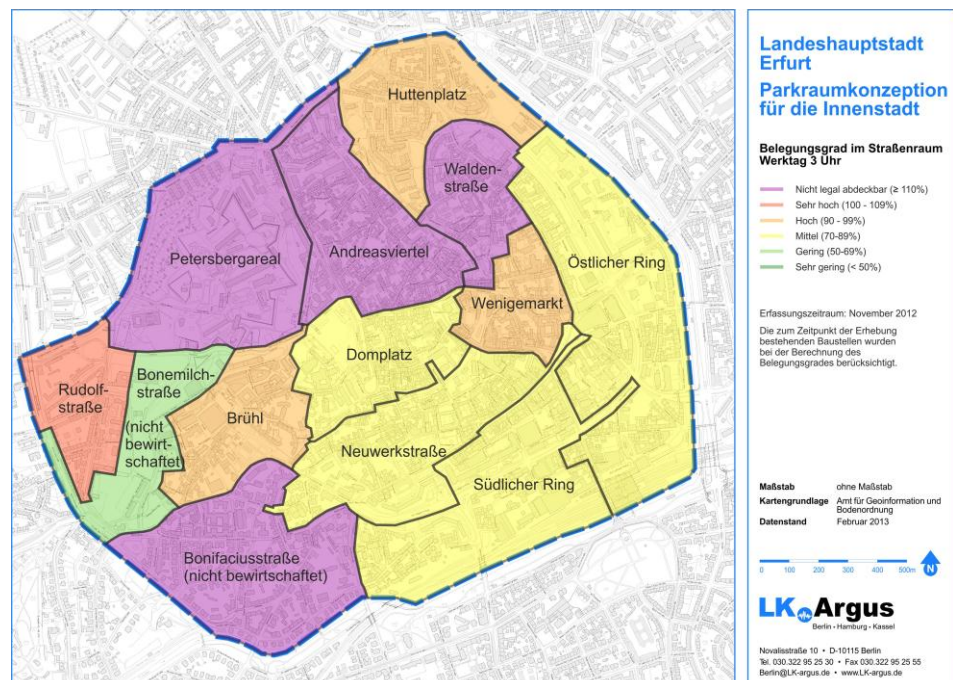 Huttenplatz
Walden-
straße
Petersbergareal
Andreasviertel
Östlicher Ring
Wenigemarkt
Domplatz
Rudolf-
straße
Bonemilch-
straße
(nicht
bewirt-
schaftet)
Brühl
Neuwerkstraße
Südlicher Ring
Bonifaciusstraße
(nicht bewirtschaftet)
Landeshauptstadt
Erfurt
Parkraumkonzeption
für die Innenstadt
Belegungsgrad im Straßenraum
Werktag 3 Uhr
Nicht legal abdeckbar (≥ 110%)
Sehr hoch (100 - 109%)
Hoch (90 - 99%)
Mittel (70-89%)
Gering (50-69%)
Sehr gering (< 50%)
Erfassungszeitraum: November 2012
Die zum Zeitpunkt der Erhebung
bestehenden Baustellen wurden
bei der Berechnung des
Belegungsgrades berücksichtigt.
Maßstab ohne Maßstab
Kartengrundlage Amt für Geoinformation und
Bodenordnung
Datenstand Februar 2013
0 100 200 300 400 500m
N
LK Argus
Berlin • Hamburg • Kassel
Novalisstraße 10 • D-10115 Berlin
Tel. 030.322 95 25 30 • Fax 030.322 95 25 55
Berlin@LK-argus.de • www.LK-argus.de